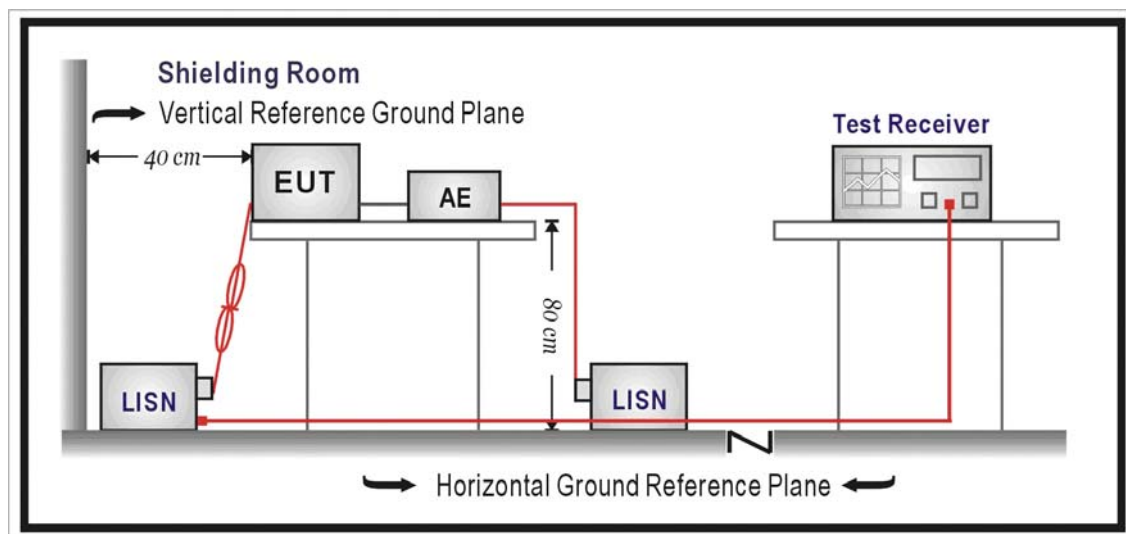 Shielding Room
Vertical Reference Ground Plane
40 cm
EUT
AE
Test Receiver
80 cm
LISN
LISN
Horizontal Ground Reference Plane